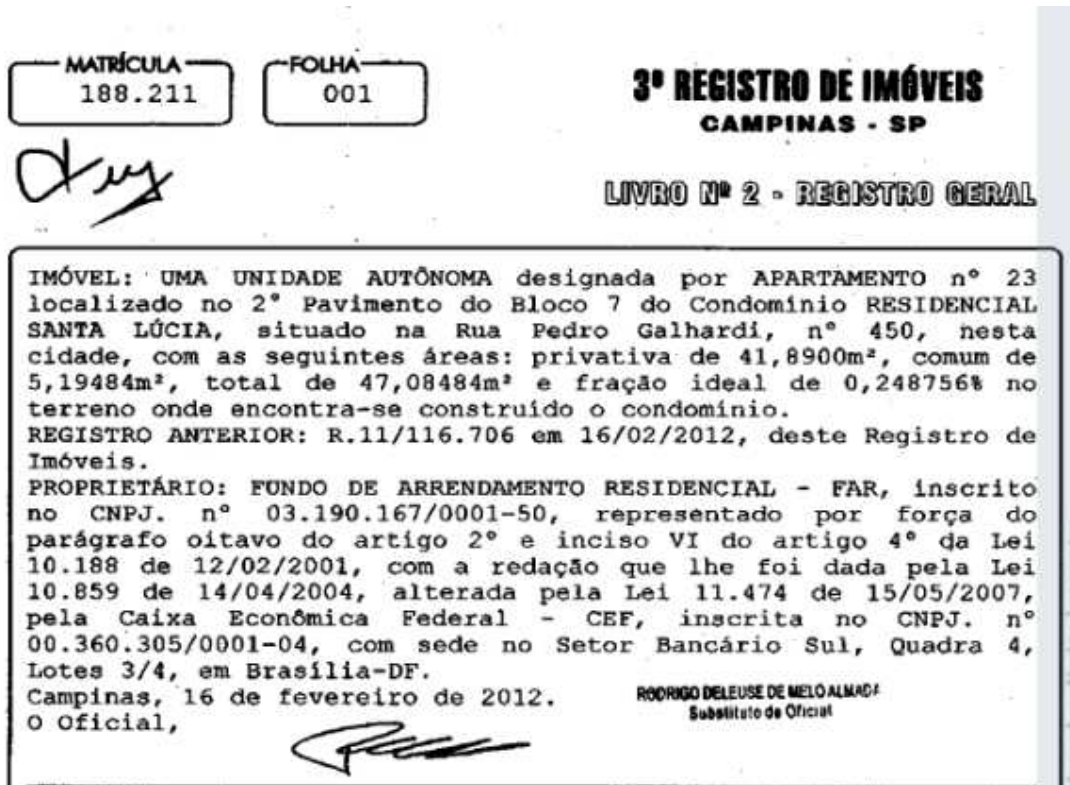 MATRÍCULA
188.211
FOLHA
001
3º REGISTRO DE IMÓVEIS
CAMPINAS - SP
LIVRO Nº 2 - REGISTRO GERAL
IMÓVEL: UMA UNIDADE AUTÔNOMA designada por APARTAMENTO nº 23
localizado no 2º Pavimento do Bloco 7 do Condomínio RESIDENCIAL
SANTA LÚCIA, situado na Rua Pedro Galhardi, nº 450, nesta
cidade, com as seguintes áreas: privativa de 41,8900m², comum de
5,19484m², total de 47,08484m² e fração ideal de 0,248756% no
terreno onde encontra-se construído o condomínio.
REGISTRO ANTERIOR: R.11/116.706 em 16/02/2012, deste Registro de
Imóveis.
PROPRIETÁRIO: FUNDO DE ARRENDAMENTO RESIDENCIAL - FAR, inscrito
no CNPJ. nº 03.190.167/0001-50, representado por força do
parágrafo oitavo do artigo 2º e inciso VI do artigo 4º da Lei
10.188 de 12/02/2001, com a redação que lhe foi dada pela Lei
10.859 de 14/04/2004, alterada pela Lei 11.474 de 15/05/2007,
pela Caixa Econômica Federal - CEF, inscrita no CNPJ. nº
00.360.305/0001-04, com sede no Setor Bancário Sul, Quadra 4,
Lotes 3/4, em Brasília-DF.
Campinas, 16 de fevereiro de 2012.
O Oficial,
RODRIGO DELEUSE DE MELO ALMADA
Substituto do Oficial